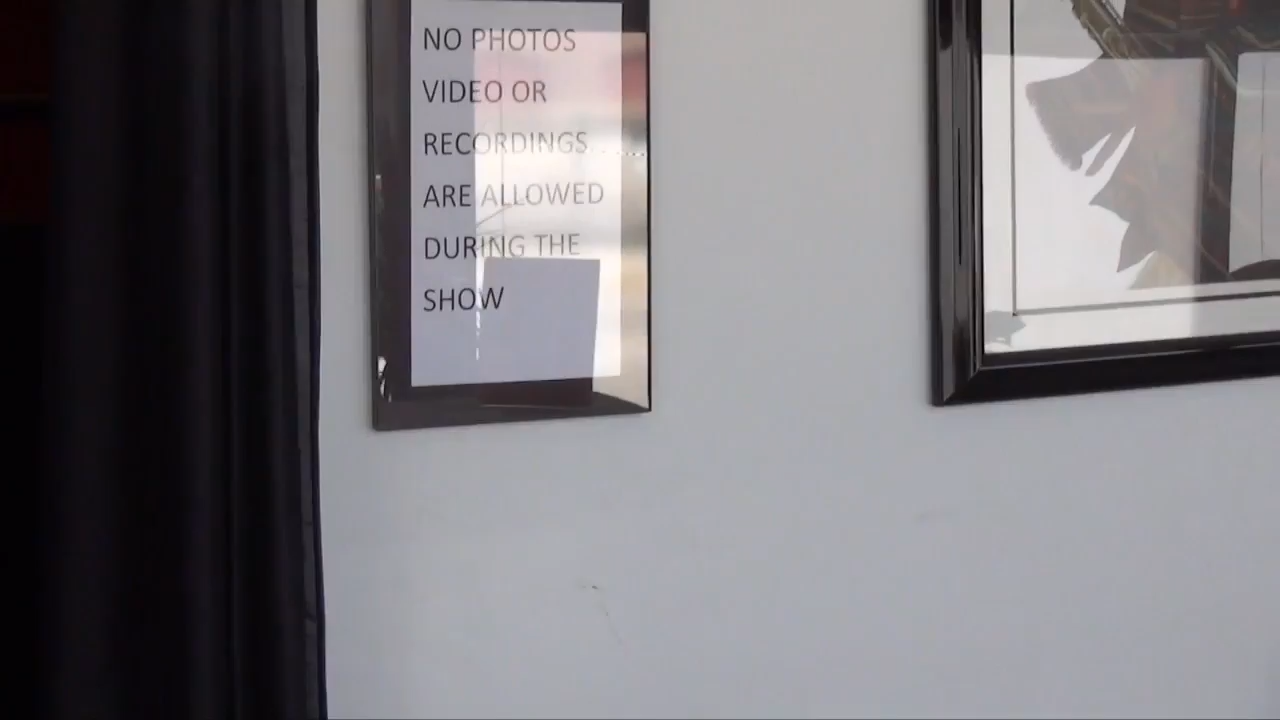 NO PHOTOS
VIDEO OR
RECORDINGS
ARE ALLOWED
DURING THE
SHOW